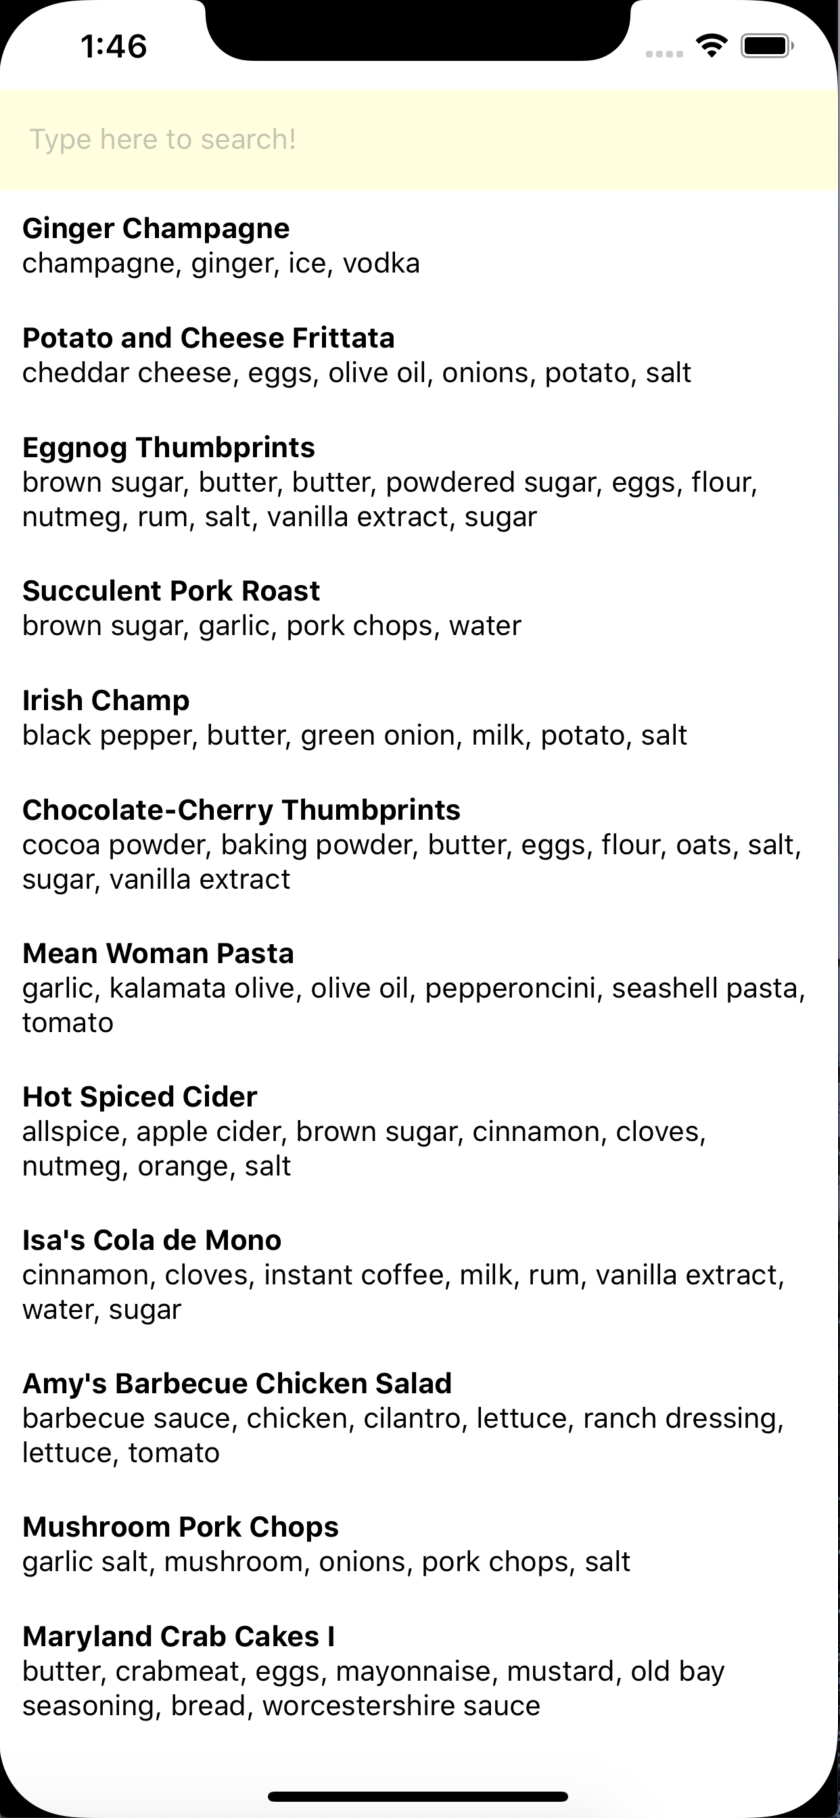 1:46
Type here to search!
Ginger Champagne
champagne, ginger, ice, vodka
Potato and Cheese Frittata
cheddar cheese, eggs, olive oil, onions, potato, salt
Eggnog Thumbprints
brown sugar, butter, butter, powdered sugar, eggs, flour,
nutmeg, rum, salt, vanilla extract, sugar
Succulent Pork Roast
brown sugar, garlic, pork chops, water
Irish Champ
black pepper, butter, green onion, milk, potato, salt
Chocolate-Cherry Thumbprints
cocoa powder, baking powder, butter, eggs, flour, oats, salt,
sugar, vanilla extract
Mean Woman Pasta
garlic, kalamata olive, olive oil, pepperoncini, seashell pasta,
tomato
Hot Spiced Cider
allspice, apple cider, brown sugar, cinnamon, cloves,
nutmeg, orange, salt
Isa's Cola de Mono
cinnamon, cloves, instant coffee, milk, rum, vanilla extract,
water, sugar
Amy's Barbecue Chicken Salad
barbecue sauce, chicken, cilantro, lettuce, ranch dressing,
lettuce, tomato
Mushroom Pork Chops
garlic salt, mushroom, onions, pork chops, salt
Maryland Crab Cakes I
butter, crabmeat, eggs, mayonnaise, mustard, old bay
seasoning, bread, worcestershire sauce